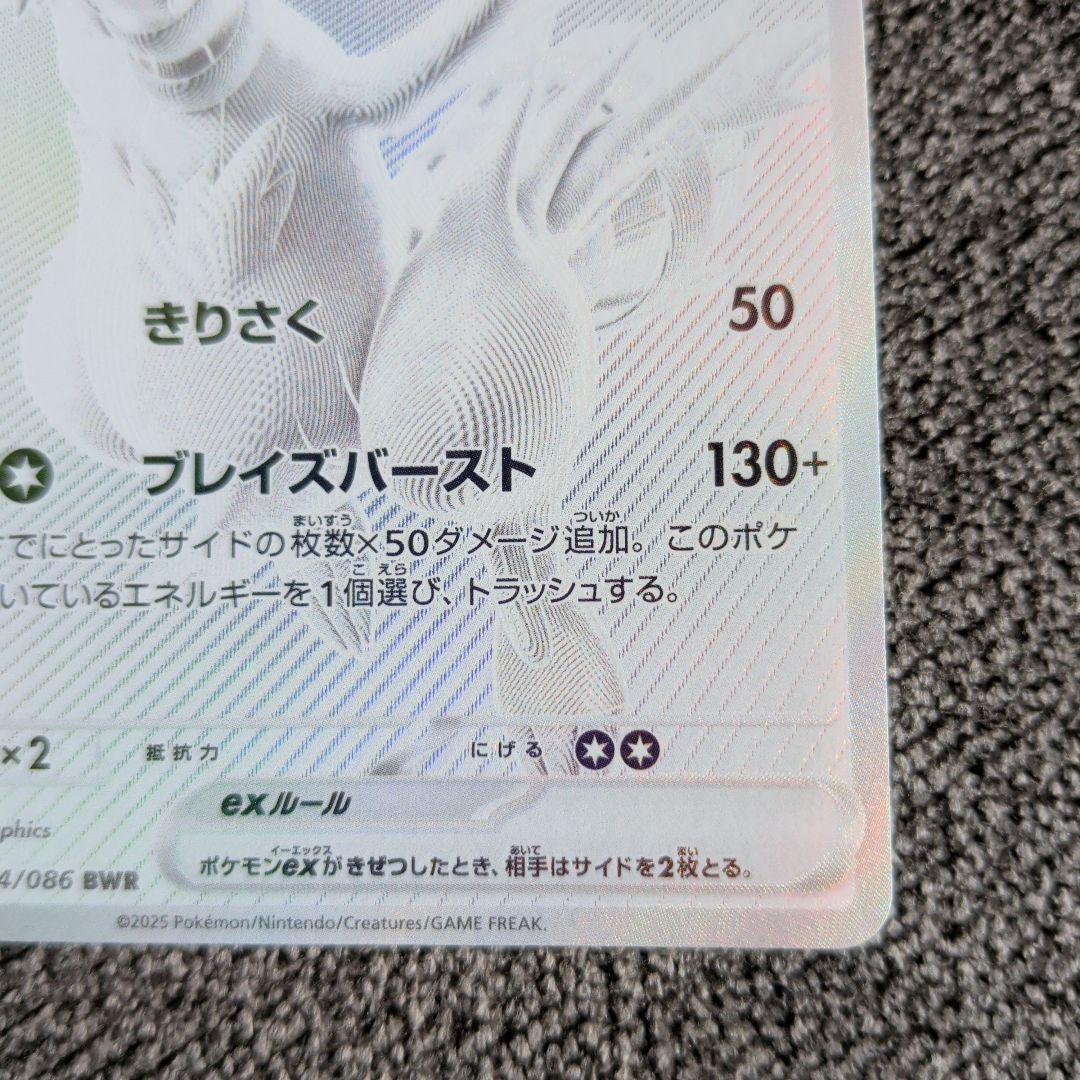 きりさく 50
ブレイズバースト 130+
でにとったサイドの枚数×50ダメージ追加。このポケ
いているエネルギーを1個選び、トラッシュする。
×2 抵抗力 にげる
exルール
phics
ポケモンexがきぜつしたとき、相手はサイドを2枚とる。
4/086 BWR
©2025 Pokémon/Nintendo/Creatures/GAME FREAK.